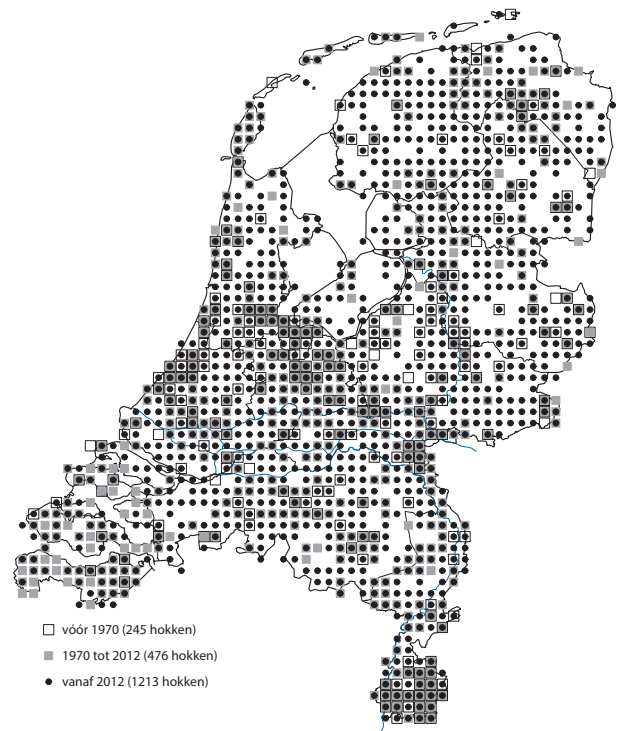 vóór 1970 (245 hokken)
1970 tot 2012 (476 hokken)
vanaf 2012 (1213 hokken)